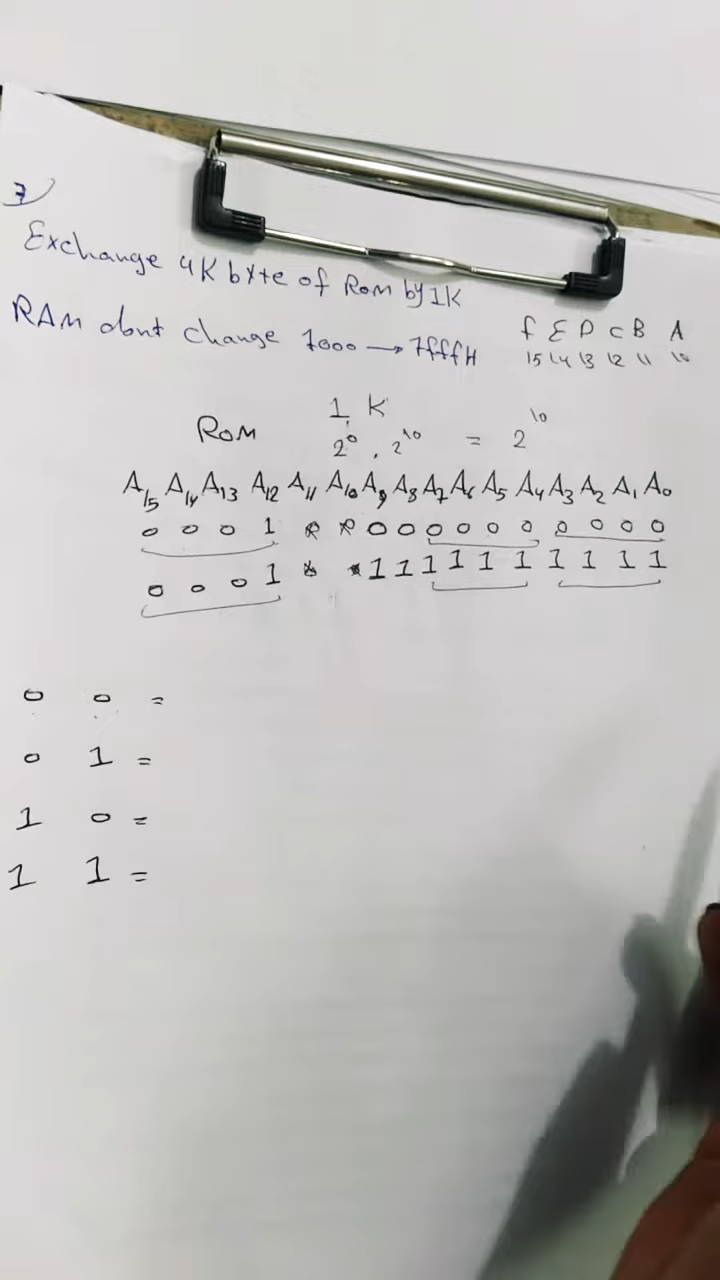 7)
Exchange 4K byte of Rom by 1K
RAM dont change 7000 → 7fffH
f E D C B A
15 14 13 12 11 10
Rom 1 K
2⁰ . 2¹⁰ = 2¹⁰
A15 A14 A13 A12 A11 A10 A9 A8 A7 A6 A5 A4 A3 A2 A1 A0
0 0 0 1 * * 0 0 0 0 0 0 0 0 0 0
0 0 0 1 * * 1 1 1 1 1 1 1 1 1 1
0 0 =
0 1 =
1 0 =
1 1 =